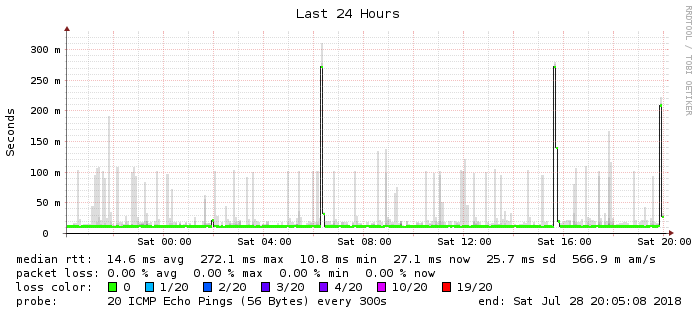 Last 24 Hours
RRDTOOL / TOBI OETIKER
Seconds
300 m
250 m
200 m
150 m
100 m
50 m
0
Sat 00:00 Sat 04:00 Sat 08:00 Sat 12:00 Sat 16:00 Sat 20:00
median rtt: 14.6 ms avg 272.1 ms max 10.8 ms min 27.1 ms now 25.7 ms sd 566.9 m am/s
packet loss: 0.00 % avg 0.00 % max 0.00 % min 0.00 % now
loss color: 0 1/20 2/20 3/20 4/20 10/20 19/20
probe: 20 ICMP Echo Pings (56 Bytes) every 300s end: Sat Jul 28 20:05:08 2018